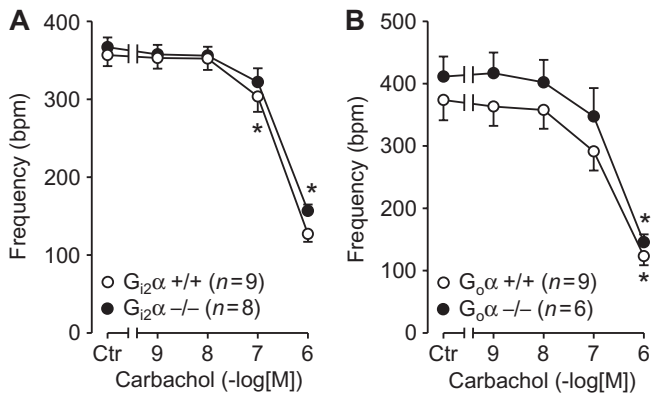 A
400
300
200
100
0
Frequency (bpm)
*
*
Gi2α +/+ (n=9)
Gi2α –/– (n=8)
Ctr 9 8 7 6
Carbachol (-log[M])
B
500
400
300
200
100
0
Frequency (bpm)
*
*
Goα +/+ (n=9)
Goα –/– (n=6)
Ctr 9 8 7 6
Carbachol (-log[M])